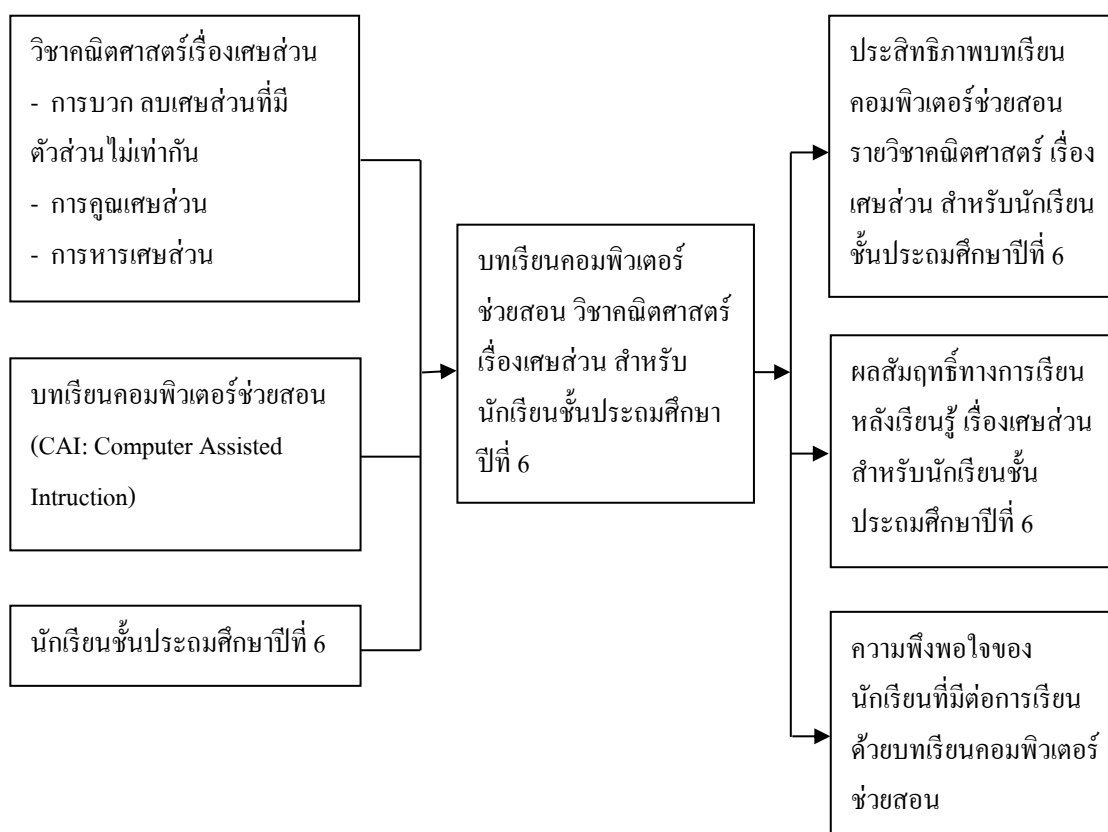 วิชาคณิตศาสตร์เรื่องเศษส่วน
- การบวก ลบเศษส่วนที่มี
ตัวส่วนไม่เท่ากัน
- การคูณเศษส่วน
- การหารเศษส่วน
บทเรียนคอมพิวเตอร์ช่วยสอน
(CAI: Computer Assisted
Intruction)
นักเรียนชั้นประถมศึกษาปีที่ 6
บทเรียนคอมพิวเตอร์
ช่วยสอน วิชาคณิตศาสตร์
เรื่องเศษส่วน สำหรับ
นักเรียนชั้นประถมศึกษา
ปีที่ 6
ประสิทธิภาพบทเรียน
คอมพิวเตอร์ช่วยสอน
รายวิชาคณิตศาสตร์ เรื่อง
เศษส่วน สำหรับนักเรียน
ชั้นประถมศึกษาปีที่ 6
ผลสัมฤทธิ์ทางการเรียน
หลังเรียนรู้ เรื่องเศษส่วน
สำหรับนักเรียนชั้น
ประถมศึกษาปีที่ 6
ความพึงพอใจของ
นักเรียนที่มีต่อการเรียน
ด้วยบทเรียนคอมพิวเตอร์
ช่วยสอน